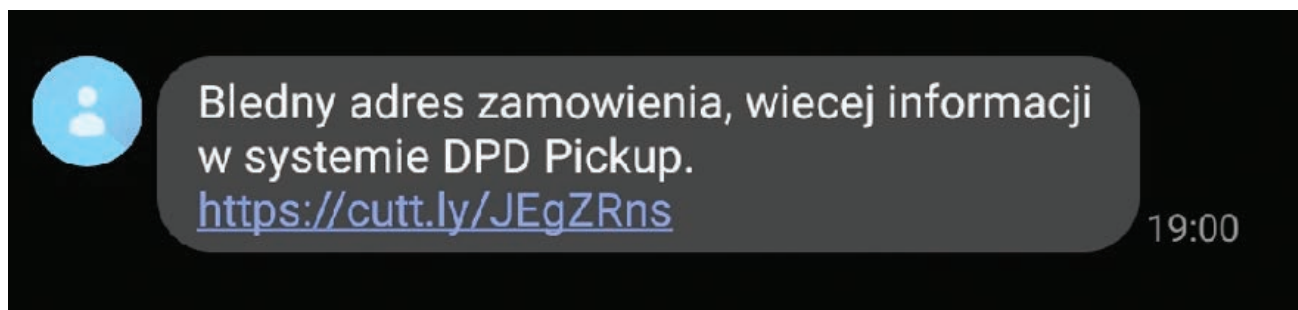 Bledny adres zamowienia, wiecej informacji
w systemie DPD Pickup.
https://cutt.ly/JEgZRns
19:00